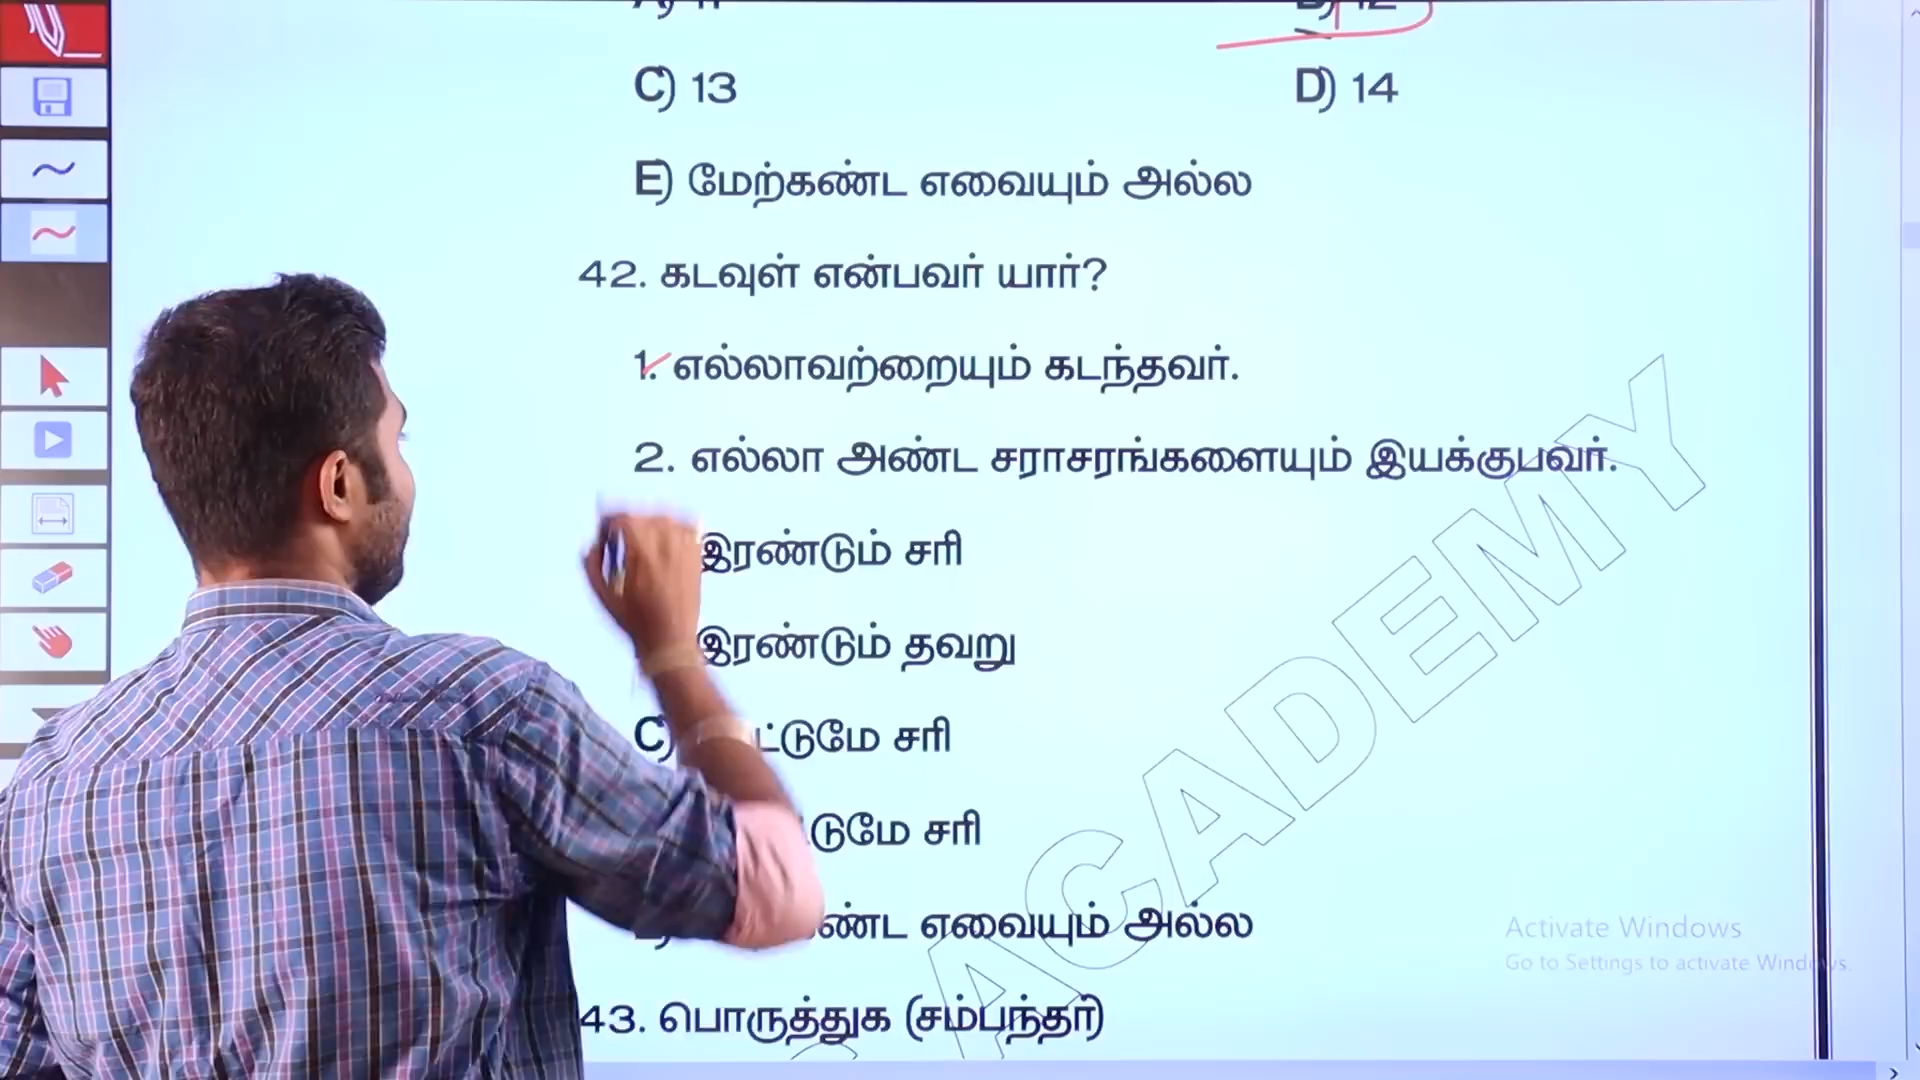 C) 13 D) 14
E) மேற்கண்ட எவையும் அல்ல
42. கடவுள் என்பவர் யார்?
1. எல்லாவற்றையும் கடந்தவர்.
2. எல்லா அண்ட சராசரங்களையும் இயக்குபவர்.
இரண்டும் சரி
இரண்டும் தவறு
C) சரி
சரி
எவையும் அல்ல
43. பொருத்துக (சம்பந்தர்)
ACADEMY
Activate Windows
Go to Settings to activate Windows.